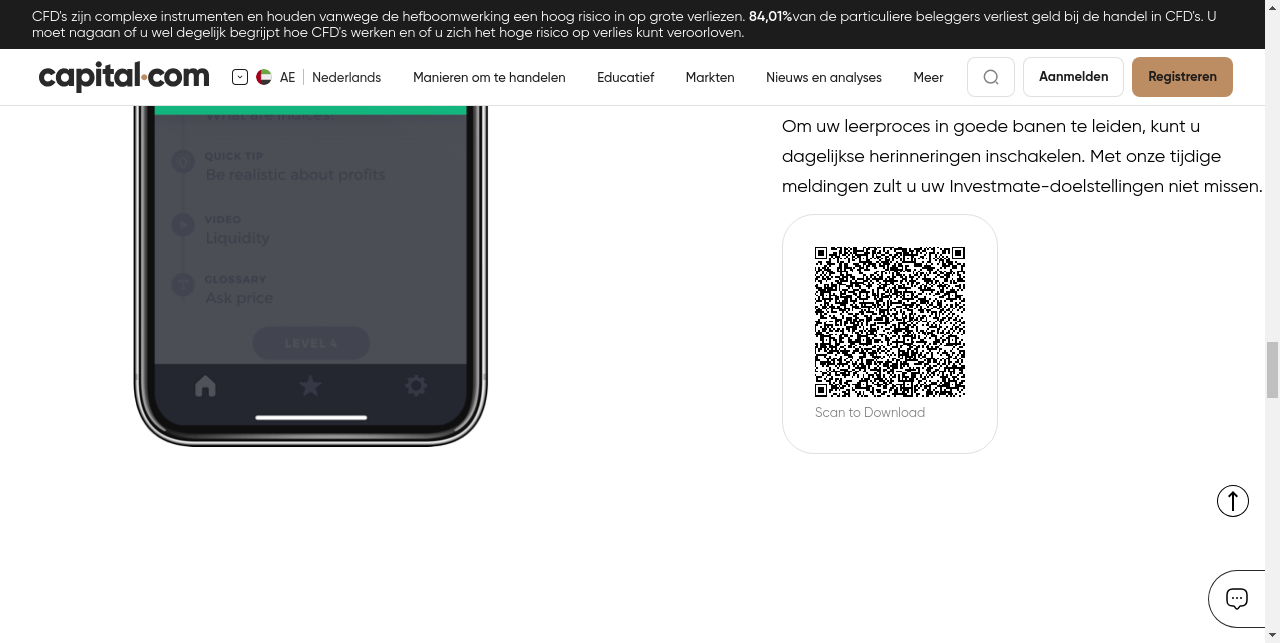 CFD's zijn complexe instrumenten en houden vanwege de hefboomwerking een hoog risico in op grote verliezen. 84,01%van de particuliere beleggers verliest geld bij de handel in CFD's. U
moet nagaan of u wel degelijk begrijpt hoe CFD's werken en of u zich het hoge risico op verlies kunt veroorloven.
capital.com
AE
Nederlands
Manieren om te handelen
Educatief
Markten
Nieuws en analyses
Meer
Aanmelden
Registreren
What are indices?
QUICK TIP
Be realistic about profits
VIDEO
Liquidity
GLOSSARY
Ask price
LEVEL 4
Om uw leerproces in goede banen te leiden, kunt u
dagelijkse herinneringen inschakelen. Met onze tijdige
meldingen zult u uw Investmate-doelstellingen niet missen.
Scan to Download